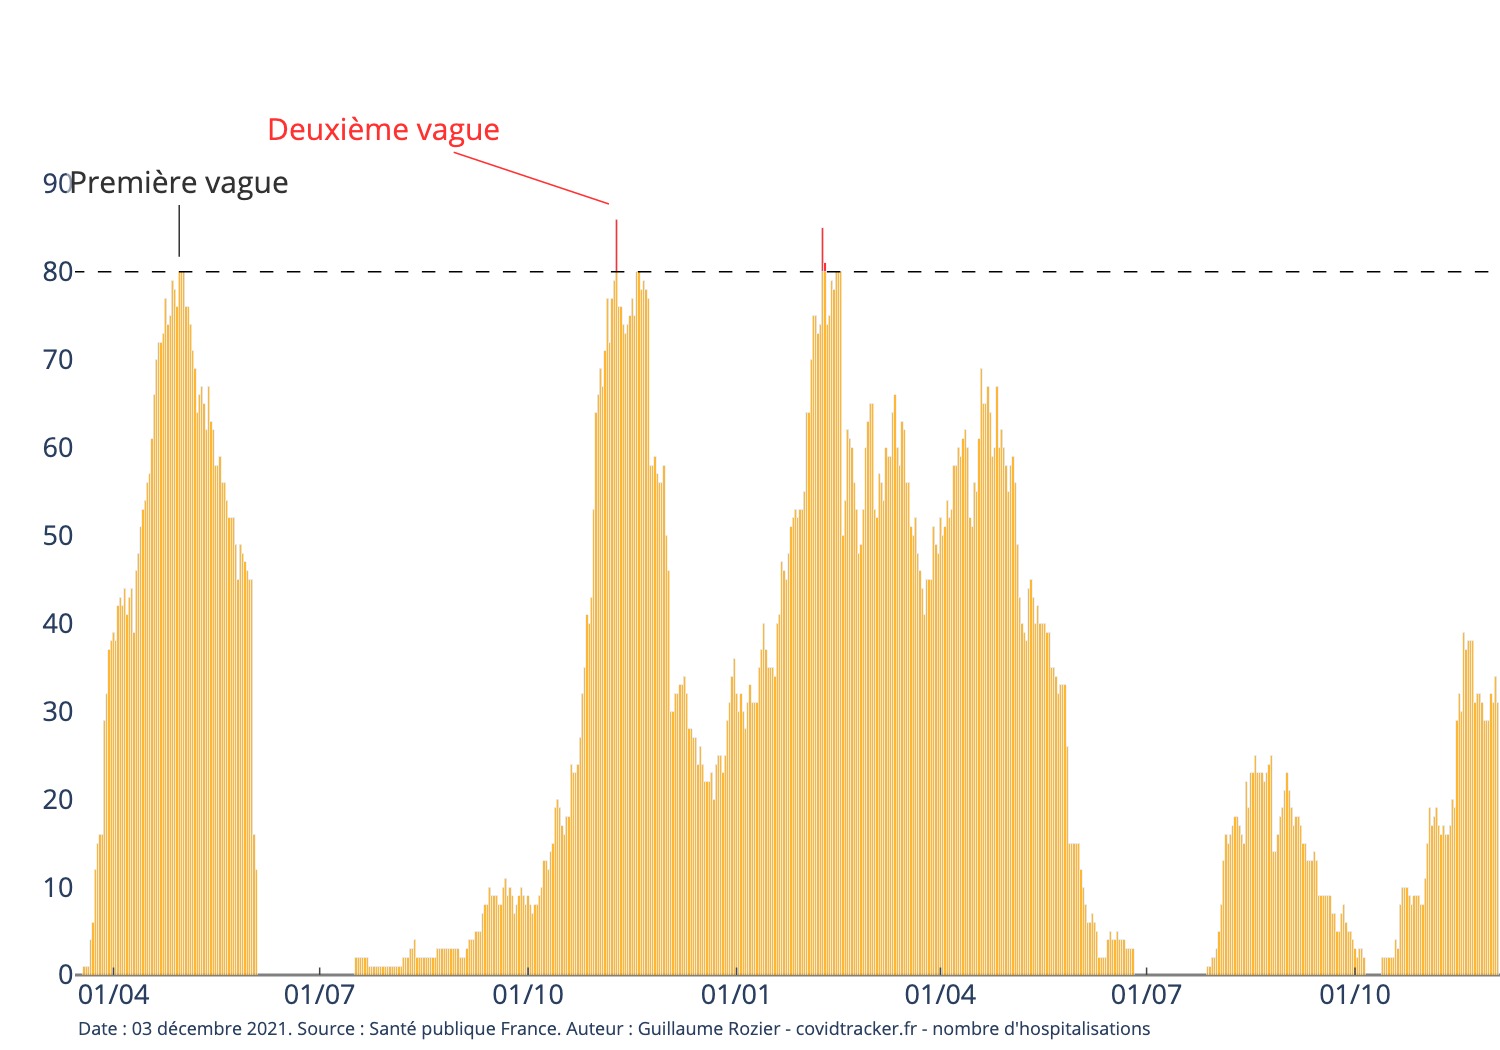 Deuxième vague
Première vague
90
80
70
60
50
40
30
20
10
0
01/04 01/07 01/10 01/01 01/04 01/07 01/10
Date : 03 décembre 2021. Source : Santé publique France. Auteur : Guillaume Rozier - covidtracker.fr - nombre d'hospitalisations